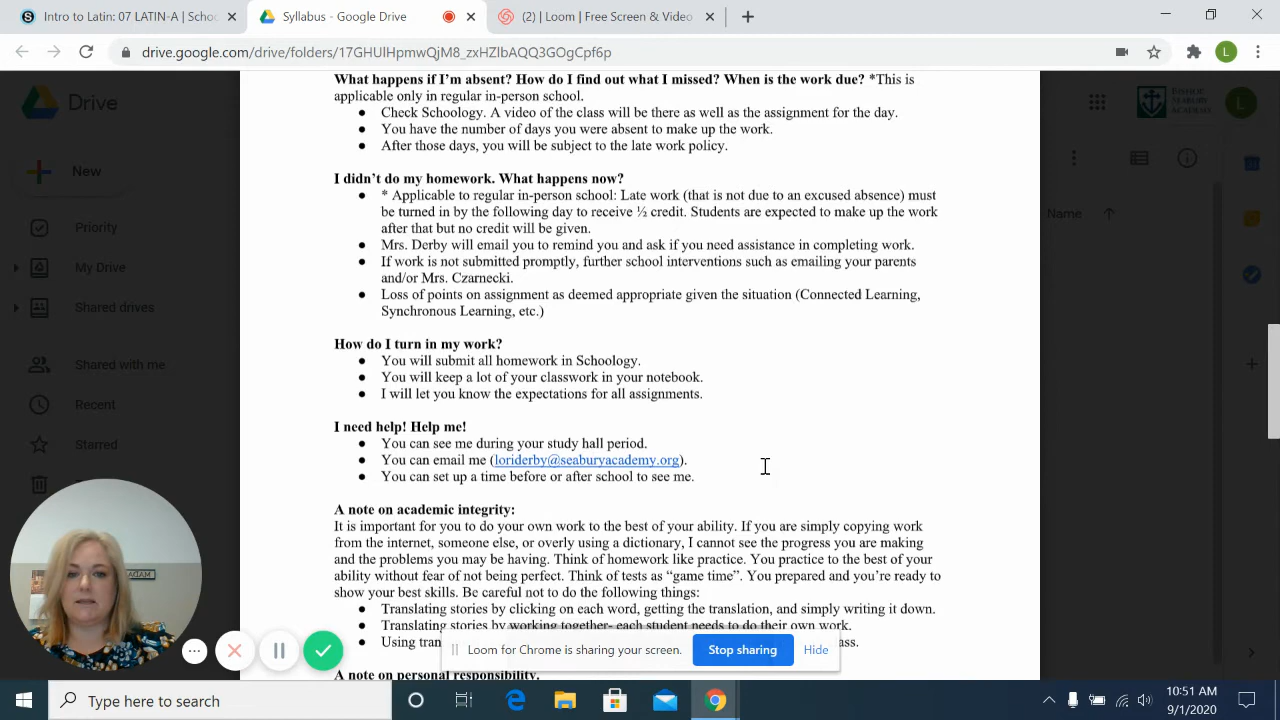 Intro to Latin: 07 LATIN-A | Schoo
Syllabus - Google Drive
(2) Loom | Free Screen & Video
drive.google.com/drive/folders/17GHUlHpmwQjM8_zxHZIbAQQ3GOgCpf6p
L
Drive
BISHOP
SEABURY
ACADEMY
L
New
Name
Priority
My Drive
Shared drives
Shared with me
Recent
Starred
What happens if I'm absent? How do I find out what I missed? When is the work due? *This is
applicable only in regular in-person school.
● Check Schoology. A video of the class will be there as well as the assignment for the day.
● You have the number of days you were absent to make up the work.
● After those days, you will be subject to the late work policy.
I didn't do my homework. What happens now?
● * Applicable to regular in-person school: Late work (that is not due to an excused absence) must
be turned in by the following day to receive ½ credit. Students are expected to make up the work
after that but no credit will be given.
● Mrs. Derby will email you to remind you and ask if you need assistance in completing work.
● If work is not submitted promptly, further school interventions such as emailing your parents
and/or Mrs. Czarnecki.
● Loss of points on assignment as deemed appropriate given the situation (Connected Learning,
Synchronous Learning, etc.)
How do I turn in my work?
● You will submit all homework in Schoology.
● You will keep a lot of your classwork in your notebook.
● I will let you know the expectations for all assignments.
I need help! Help me!
● You can see me during your study hall period.
● You can email me (loriderby@seaburyacademy.org).
● You can set up a time before or after school to see me.
A note on academic integrity:
It is important for you to do your own work to the best of your ability. If you are simply copying work
from the internet, someone else, or overly using a dictionary, I cannot see the progress you are making
and the problems you may be having. Think of homework like practice. You practice to the best of your
ability without fear of not being perfect. Think of tests as "game time". You prepared and you're ready to
show your best skills. Be careful not to do the following things:
● Translating stories by clicking on each word, getting the translation, and simply writing it down.
● Translating stories by working together- each student needs to do their own work.
● Using tran
A note on personal responsibility.
Loom for Chrome is sharing your screen.
Stop sharing
Hide
Type here to search
10:51 AM
9/1/2020